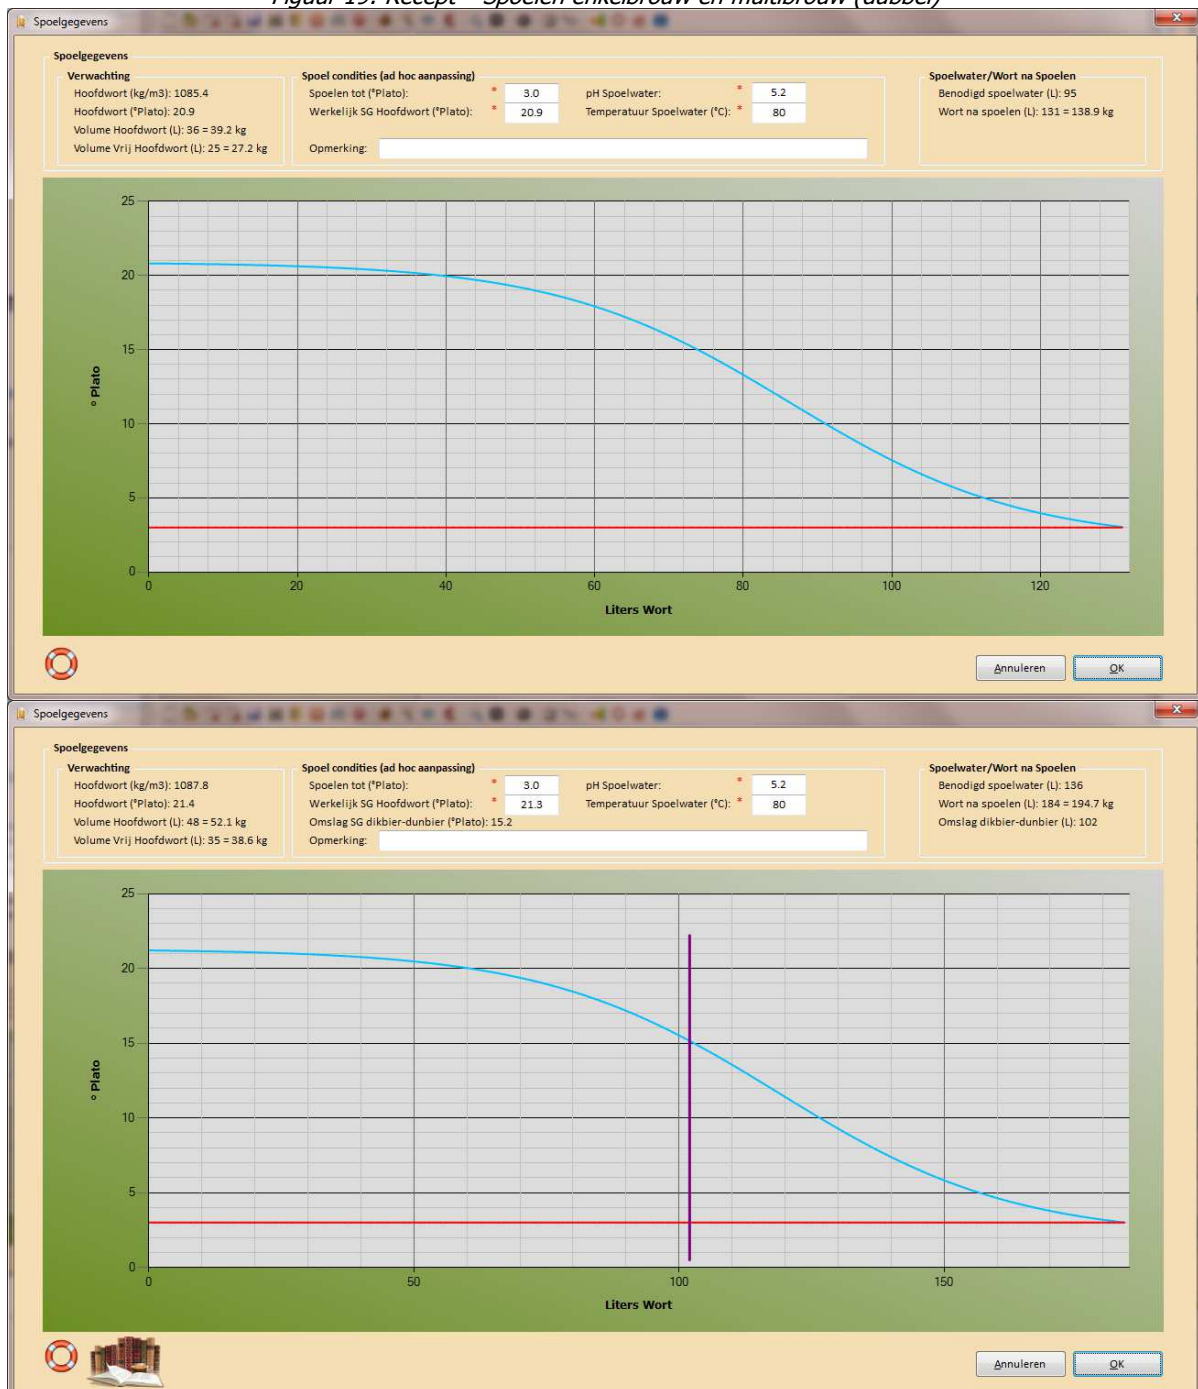 Figuur 19: Recept - Spoelen enkelbrouw en multibrouw (dubbel)
Spoelgegevens
Spoelgegevens
Verwachting
Hoofdwort (kg/m3): 1085.4
Hoofdwort (°Plato): 20.9
Volume Hoofdwort (L): 36 = 39.2 kg
Volume Vrij Hoofdwort (L): 25 = 27.2 kg
Spoel condities (ad hoc aanpassing)
Spoelen tot (°Plato): * 3.0
Werkelijk SG Hoofdwort (°Plato): * 20.9
pH Spoelwater: * 5.2
Temperatuur Spoelwater (°C): * 80
Opmerking:
Spoelwater/Wort na Spoelen
Benodigd spoelwater (L): 95
Wort na spoelen (L): 131 = 138.9 kg
25
20
15
10
5
0
° Plato
0 20 40 60 80 100 120
Liters Wort
Annuleren OK
Spoelgegevens
Spoelgegevens
Verwachting
Hoofdwort (kg/m3): 1087.8
Hoofdwort (°Plato): 21.4
Volume Hoofdwort (L): 48 = 52.1 kg
Volume Vrij Hoofdwort (L): 35 = 38.6 kg
Spoel condities (ad hoc aanpassing)
Spoelen tot (°Plato): * 3.0
Werkelijk SG Hoofdwort (°Plato): * 21.3
Omslag SG dikbier-dunbier (°Plato): 15.2
pH Spoelwater: * 5.2
Temperatuur Spoelwater (°C): * 80
Opmerking:
Spoelwater/Wort na Spoelen
Benodigd spoelwater (L): 136
Wort na spoelen (L): 184 = 194.7 kg
Omslag dikbier-dunbier (L): 102
25
20
15
10
5
0
° Plato
0 50 100 150
Liters Wort
Annuleren OK